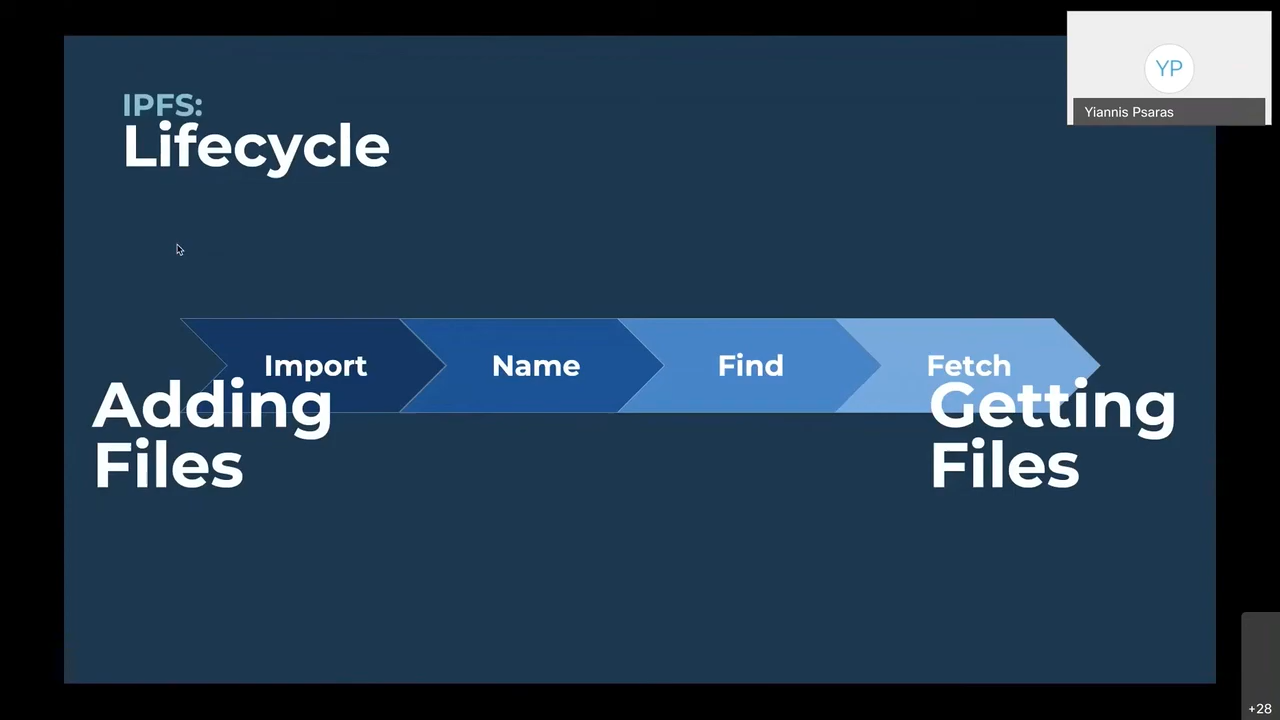 IPFS:
Lifecycle
YP
Yiannis Psaras
Import
Name
Find
Fetch
Adding
Files
Getting
Files
+28